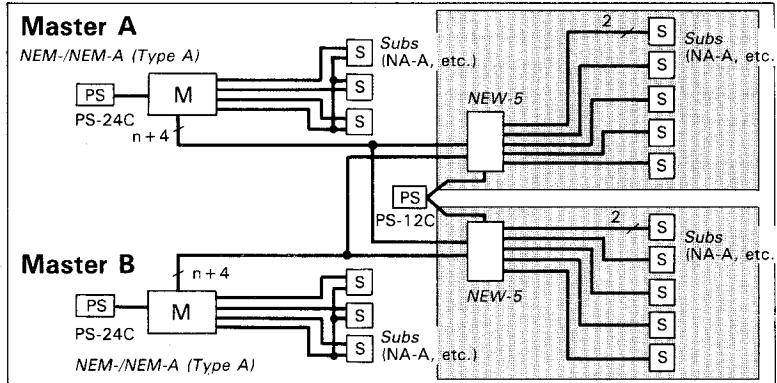 Master A
NEM-/NEM-A (Type A)
PS
PS-24C
M
n+4
S
S
S
Subs
(NA-A, etc.)
NEW-5
2
S
S
S
S
S
Subs
(NA-A, etc.)
PS
PS-12C
Master B
n+4
PS
PS-24C
M
NEM-/NEM-A (Type A)
S
S
S
Subs
(NA-A, etc.)
NEW-5
2
S
S
S
S
S
Subs
(NA-A, etc.